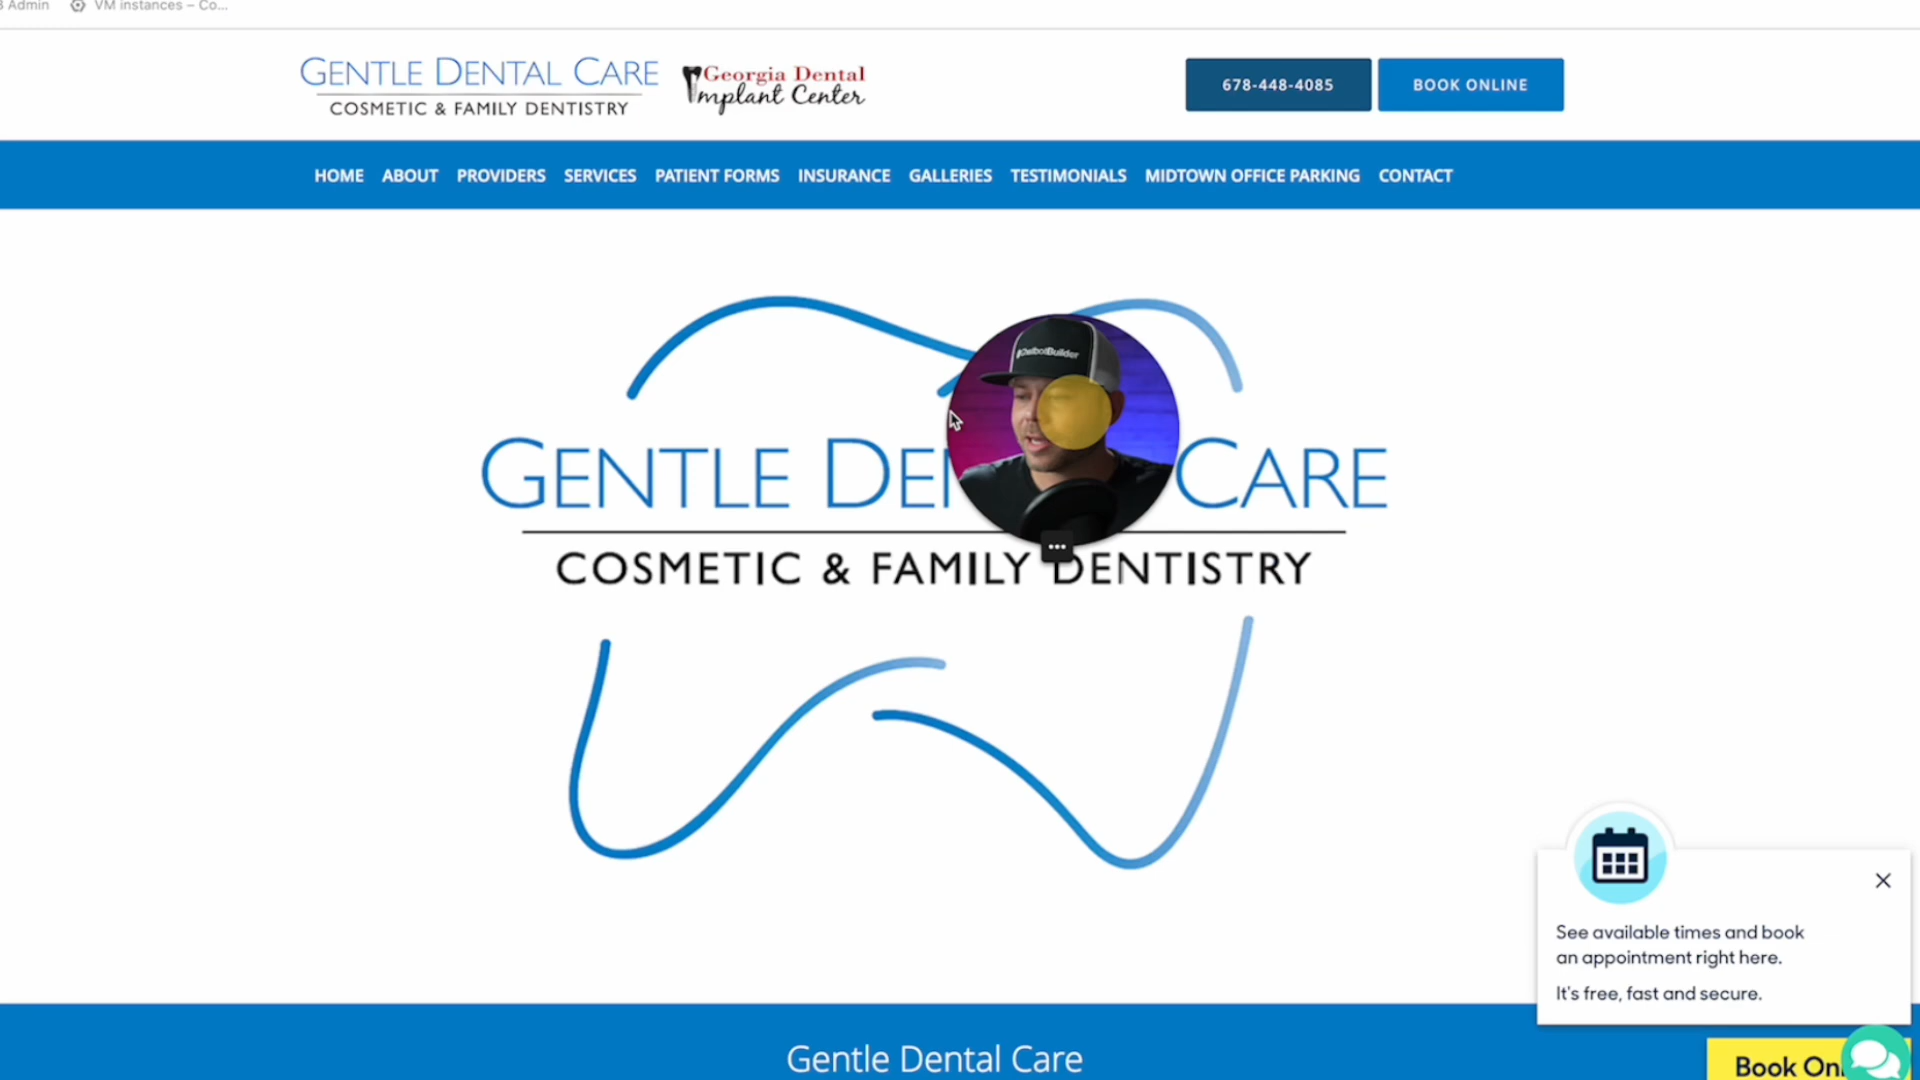 Admin
VM instances – Co...
GENTLE DENTAL CARE
COSMETIC & FAMILY DENTISTRY
Georgia Dental
Implant Center
678-448-4085
BOOK ONLINE
HOME ABOUT PROVIDERS SERVICES PATIENT FORMS INSURANCE GALLERIES TESTIMONIALS MIDTOWN OFFICE PARKING CONTACT
GENTLE DE CARE
COSMETIC & FAMILY DENTISTRY
See available times and book
an appointment right here.
It's free, fast and secure.
Gentle Dental Care
Book On